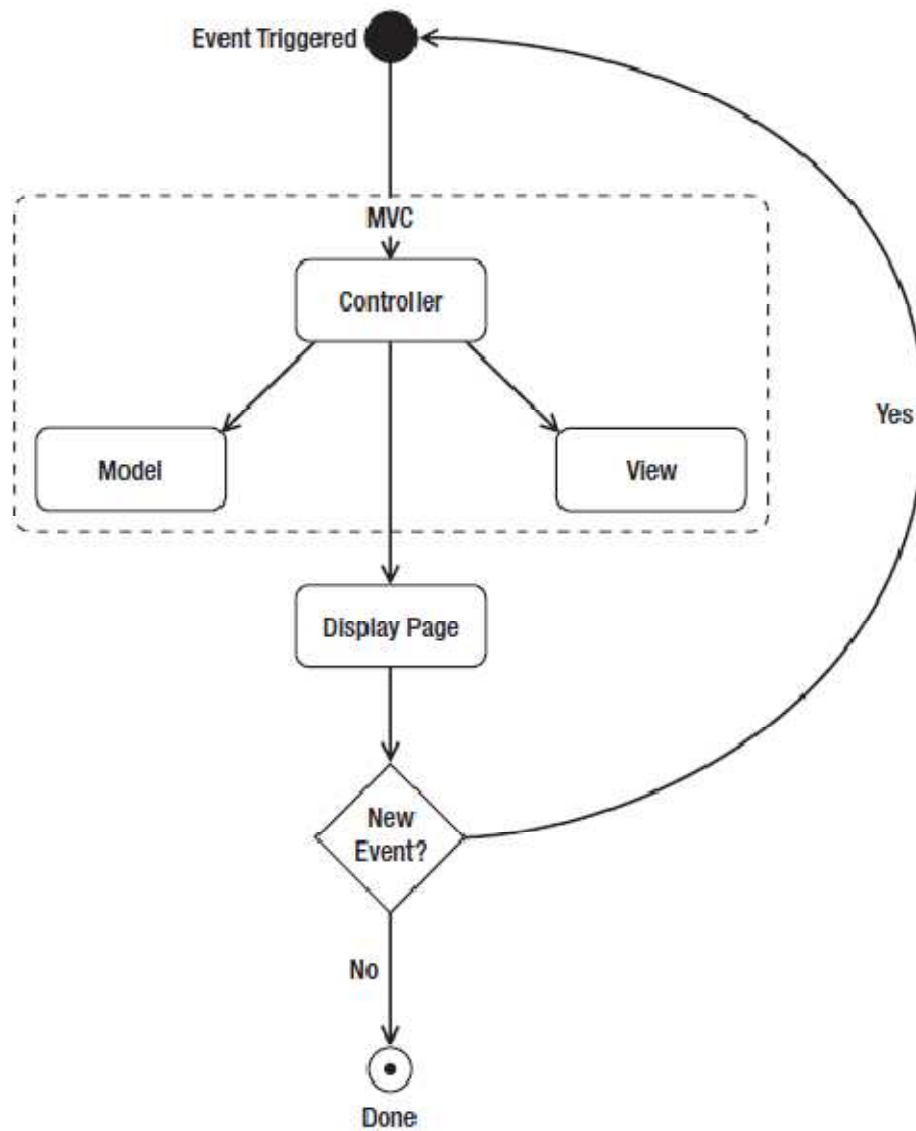 Event Triggered
MVC
Controller
Model
View
Yes
Display Page
New
Event?
No
Done